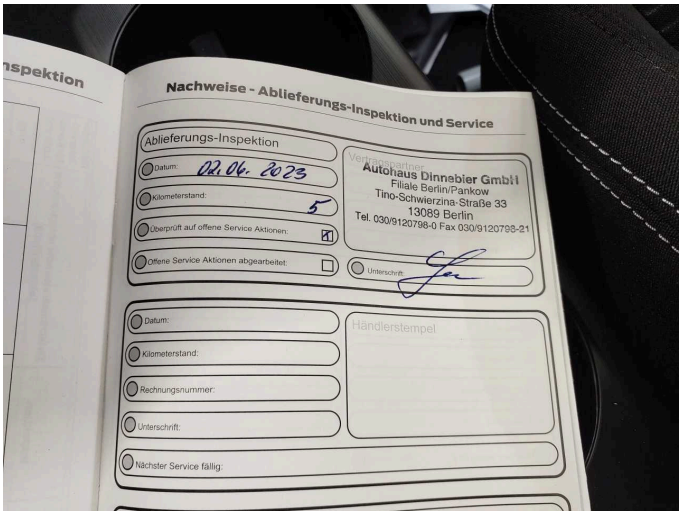 nspektion
Nachweise - Ablieferungs-Inspektion und Service
Ablieferungs-Inspektion
Datum: 02.06. 2023
Kilometerstand: 5
Überprüft auf offene Service Aktionen: X
Offene Service Aktionen abgearbeitet:
Vertragspartner
Autohaus Dinnebier GmbH
Filiale Berlin/Pankow
Tino-Schwierzina-Straße 33
13089 Berlin
Tel. 030/9120798-0 Fax 030/9120798-21
Unterschrift:
Datum:
Kilometerstand:
Rechnungsnummer:
Unterschrift:
Händlerstempel
Nächster Service fällig: